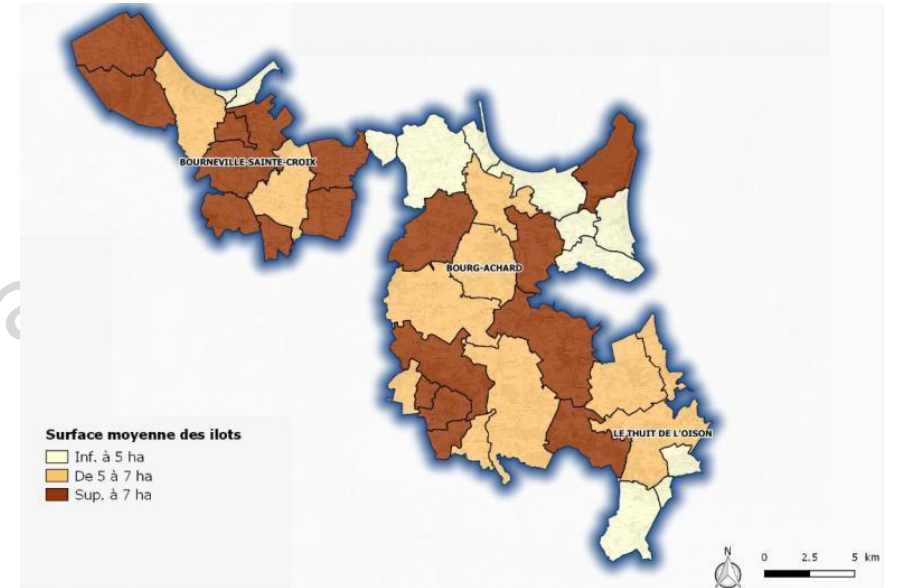 BOURNEVILLE-SAINTE-CROIX
BOURG-ACHARD
LE THUIT DE L'OISON
Surface moyenne des ilots
Inf. à 5 ha
De 5 à 7 ha
Sup. à 7 ha
N
0 2.5 5 km